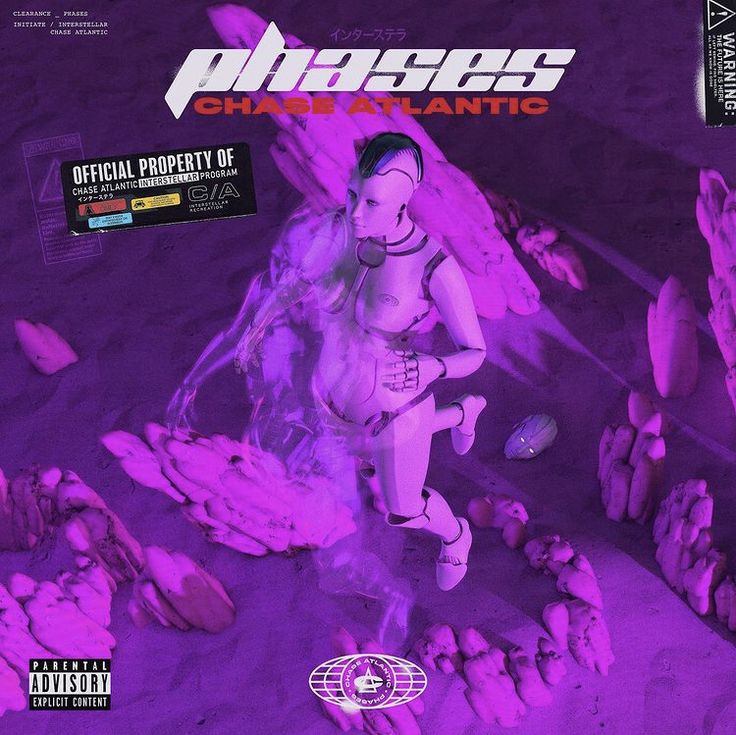 CLEARANCE _ PHASES
INITIATE / INTERSTELLAR
CHASE ATLANTIC
インターステラ
phases
CHASE ATLANTIC
WARNING:
THE FUTURE IS HERE
OFFICIAL PROPERTY OF
CHASE ATLANTIC INTERSTELLAR PROGRAM
インターステラ
C/A
INTERSTELLAR
RECREATION
PARENTAL
ADVISORY
EXPLICIT CONTENT
CHASE ATLANTIC
PHASES